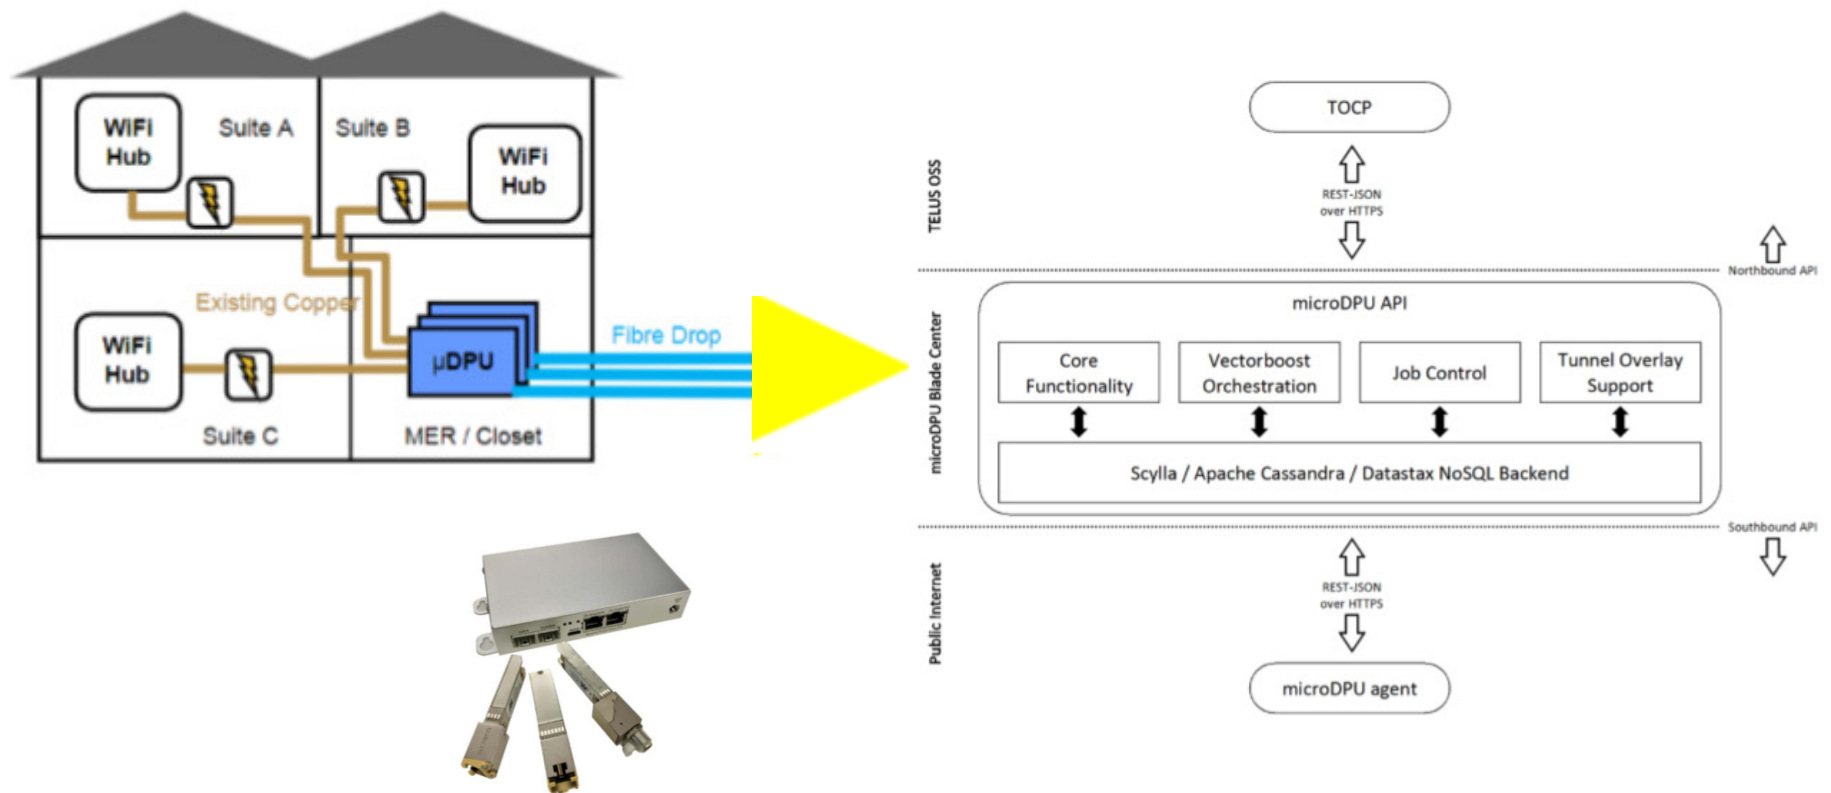 WiFi
Hub
Suite A
Suite B
WiFi
Hub
Existing Copper
WiFi
Hub
Suite C
µDPU
MER / Closet
Fibre Drop
TOCP
TELUS OSS
REST-JSON
over HTTPS
Northbound API
microDPU Blade Center
microDPU API
Core
Functionality
Vectorboost
Orchestration
Job Control
Tunnel Overlay
Support
Scylla / Apache Cassandra / Datastax NoSQL Backend
Southbound API
Public Internet
REST-JSON
over HTTPS
microDPU agent